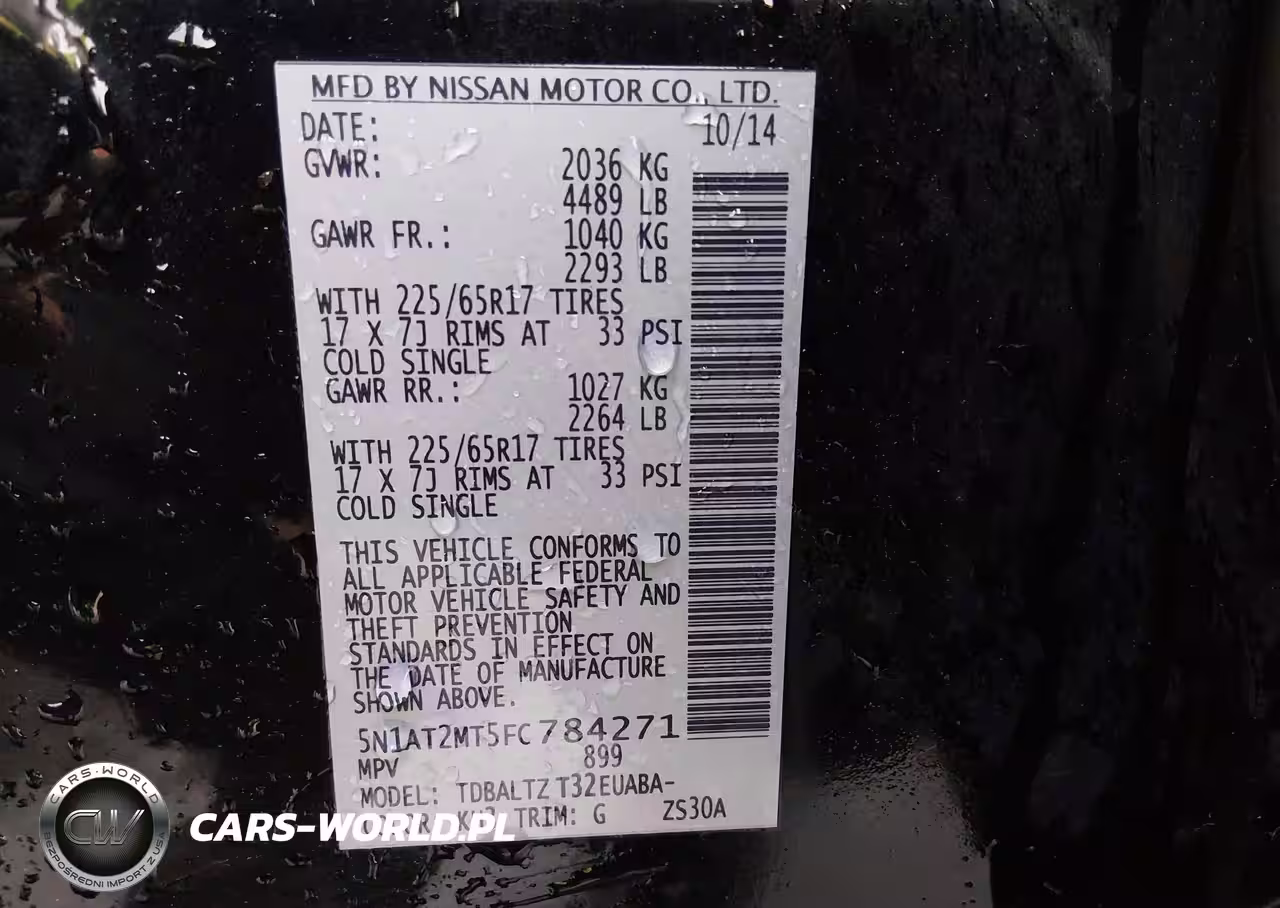 MFD BY NISSAN MOTOR CO., LTD.
DATE: 10/14
GVWR: 2036 KG
4489 LB
GAWR FR.: 1040 KG
2293 LB
WITH 225/65R17 TIRES
17 X 7J RIMS AT 33 PSI
COLD SINGLE
GAWR RR.: 1027 KG
2264 LB
WITH 225/65R17 TIRES
17 X 7J RIMS AT 33 PSI
COLD SINGLE
THIS VEHICLE CONFORMS TO
ALL APPLICABLE FEDERAL
MOTOR VEHICLE SAFETY AND
THEFT PREVENTION
STANDARDS IN EFFECT ON
THE DATE OF MANUFACTURE
SHOWN ABOVE.
5N1AT2MT5FC784271
MPV 899
MODEL: TDBALTZ T32EUABA-
TRIM: G ZS30A
CARS-WORLD
CW
BEZPOŚREDNI IMPORT Z USA
CARS-WORLD.PL